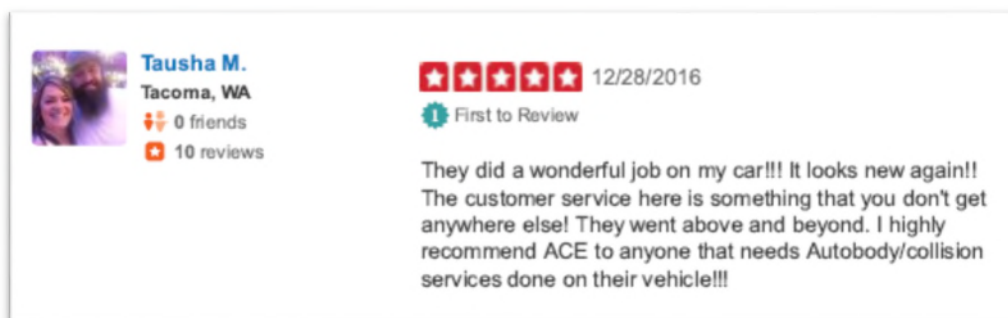 Tausha M.
Tacoma, WA
0 friends
10 reviews
12/28/2016
1 First to Review
They did a wonderful job on my car!!! It looks new again!!
The customer service here is something that you don't get
anywhere else! They went above and beyond. I highly
recommend ACE to anyone that needs Autobody/collision
services done on their vehicle!!!